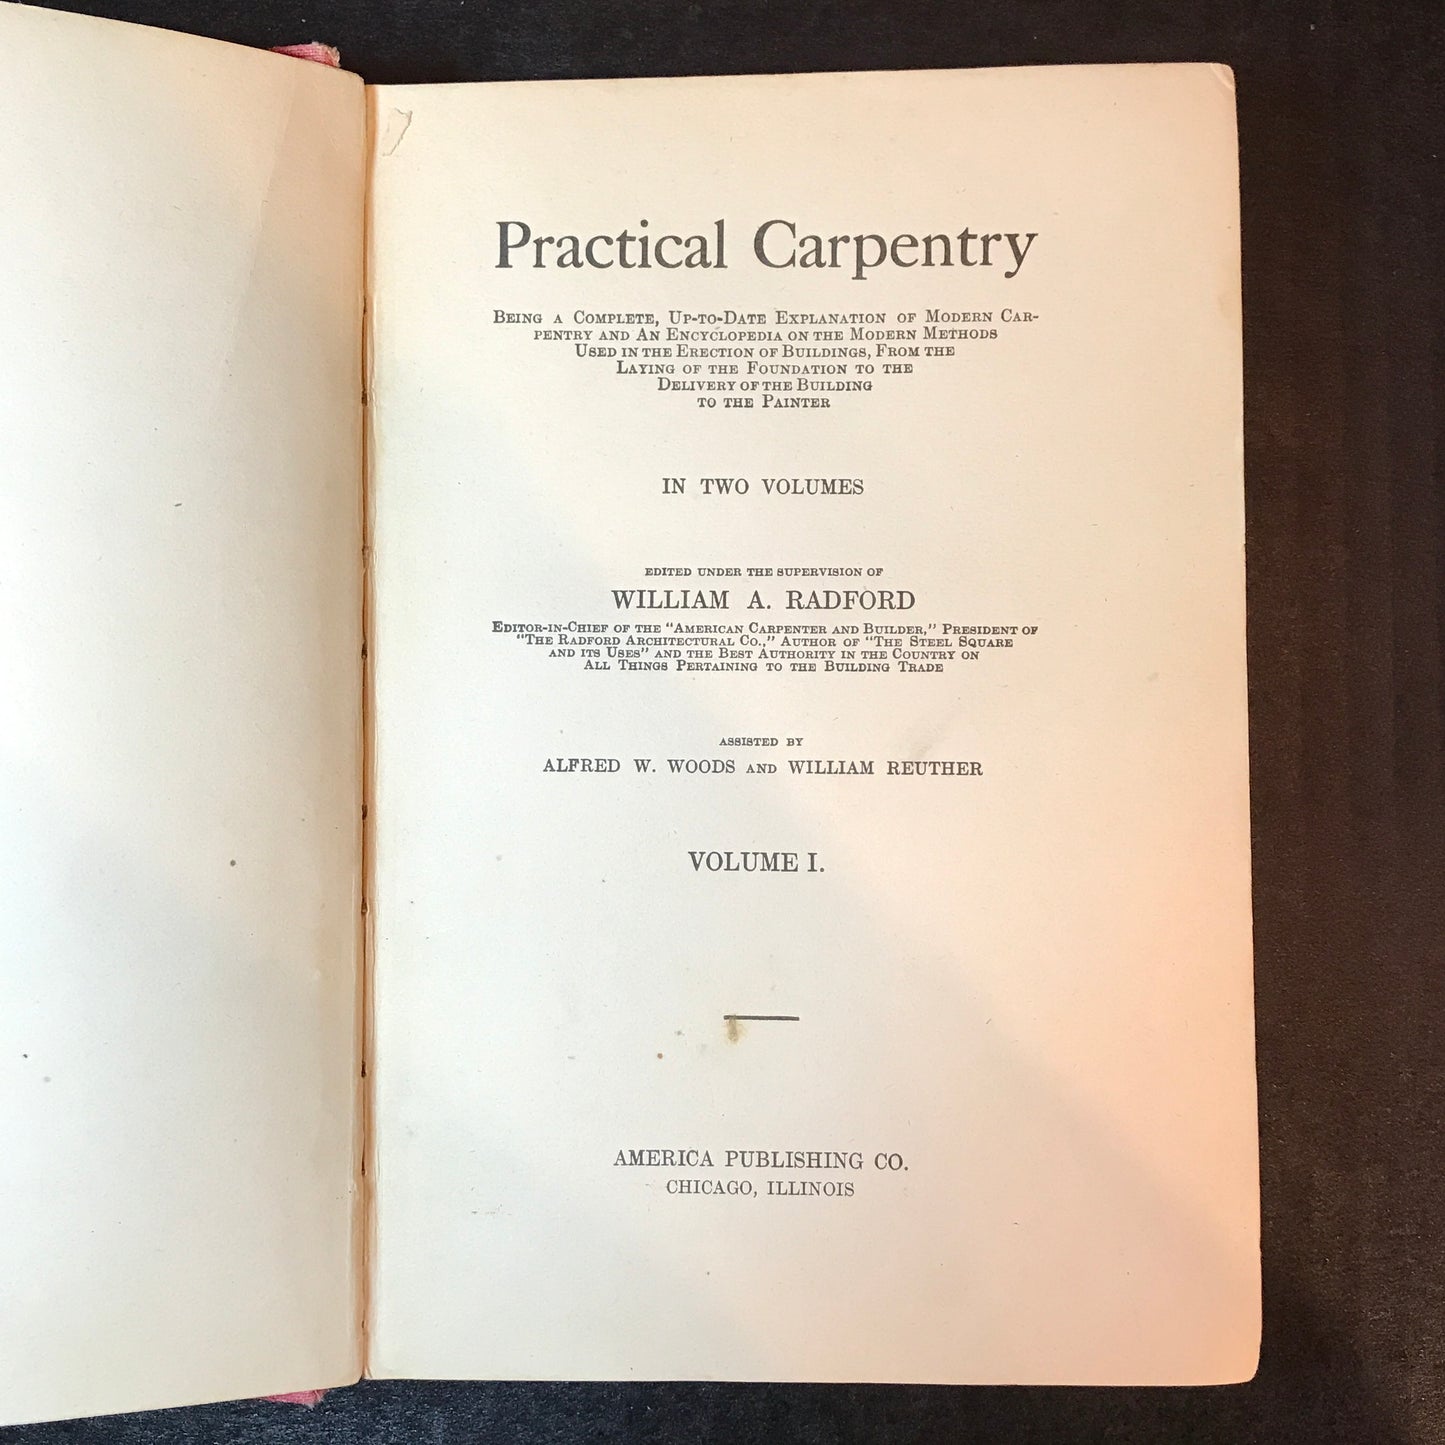 Practical Carpentry
Being a Complete, Up-to-Date Explanation of Modern Car-
pentry and An Encyclopedia on the Modern Methods
Used in the Erection of Buildings, From the
Laying of the Foundation to the
Delivery of the Building
to the Painter
IN TWO VOLUMES
EDITED UNDER THE SUPERVISION OF
WILLIAM A. RADFORD
Editor-in-Chief of the "American Carpenter and Builder," President of
"The Radford Architectural Co.," Author of "The Steel Square
and its Uses" and the Best Authority in the Country on
All Things Pertaining to the Building Trade
ASSISTED BY
ALFRED W. WOODS AND WILLIAM REUTHER
VOLUME I.
AMERICA PUBLISHING CO.
CHICAGO, ILLINOIS